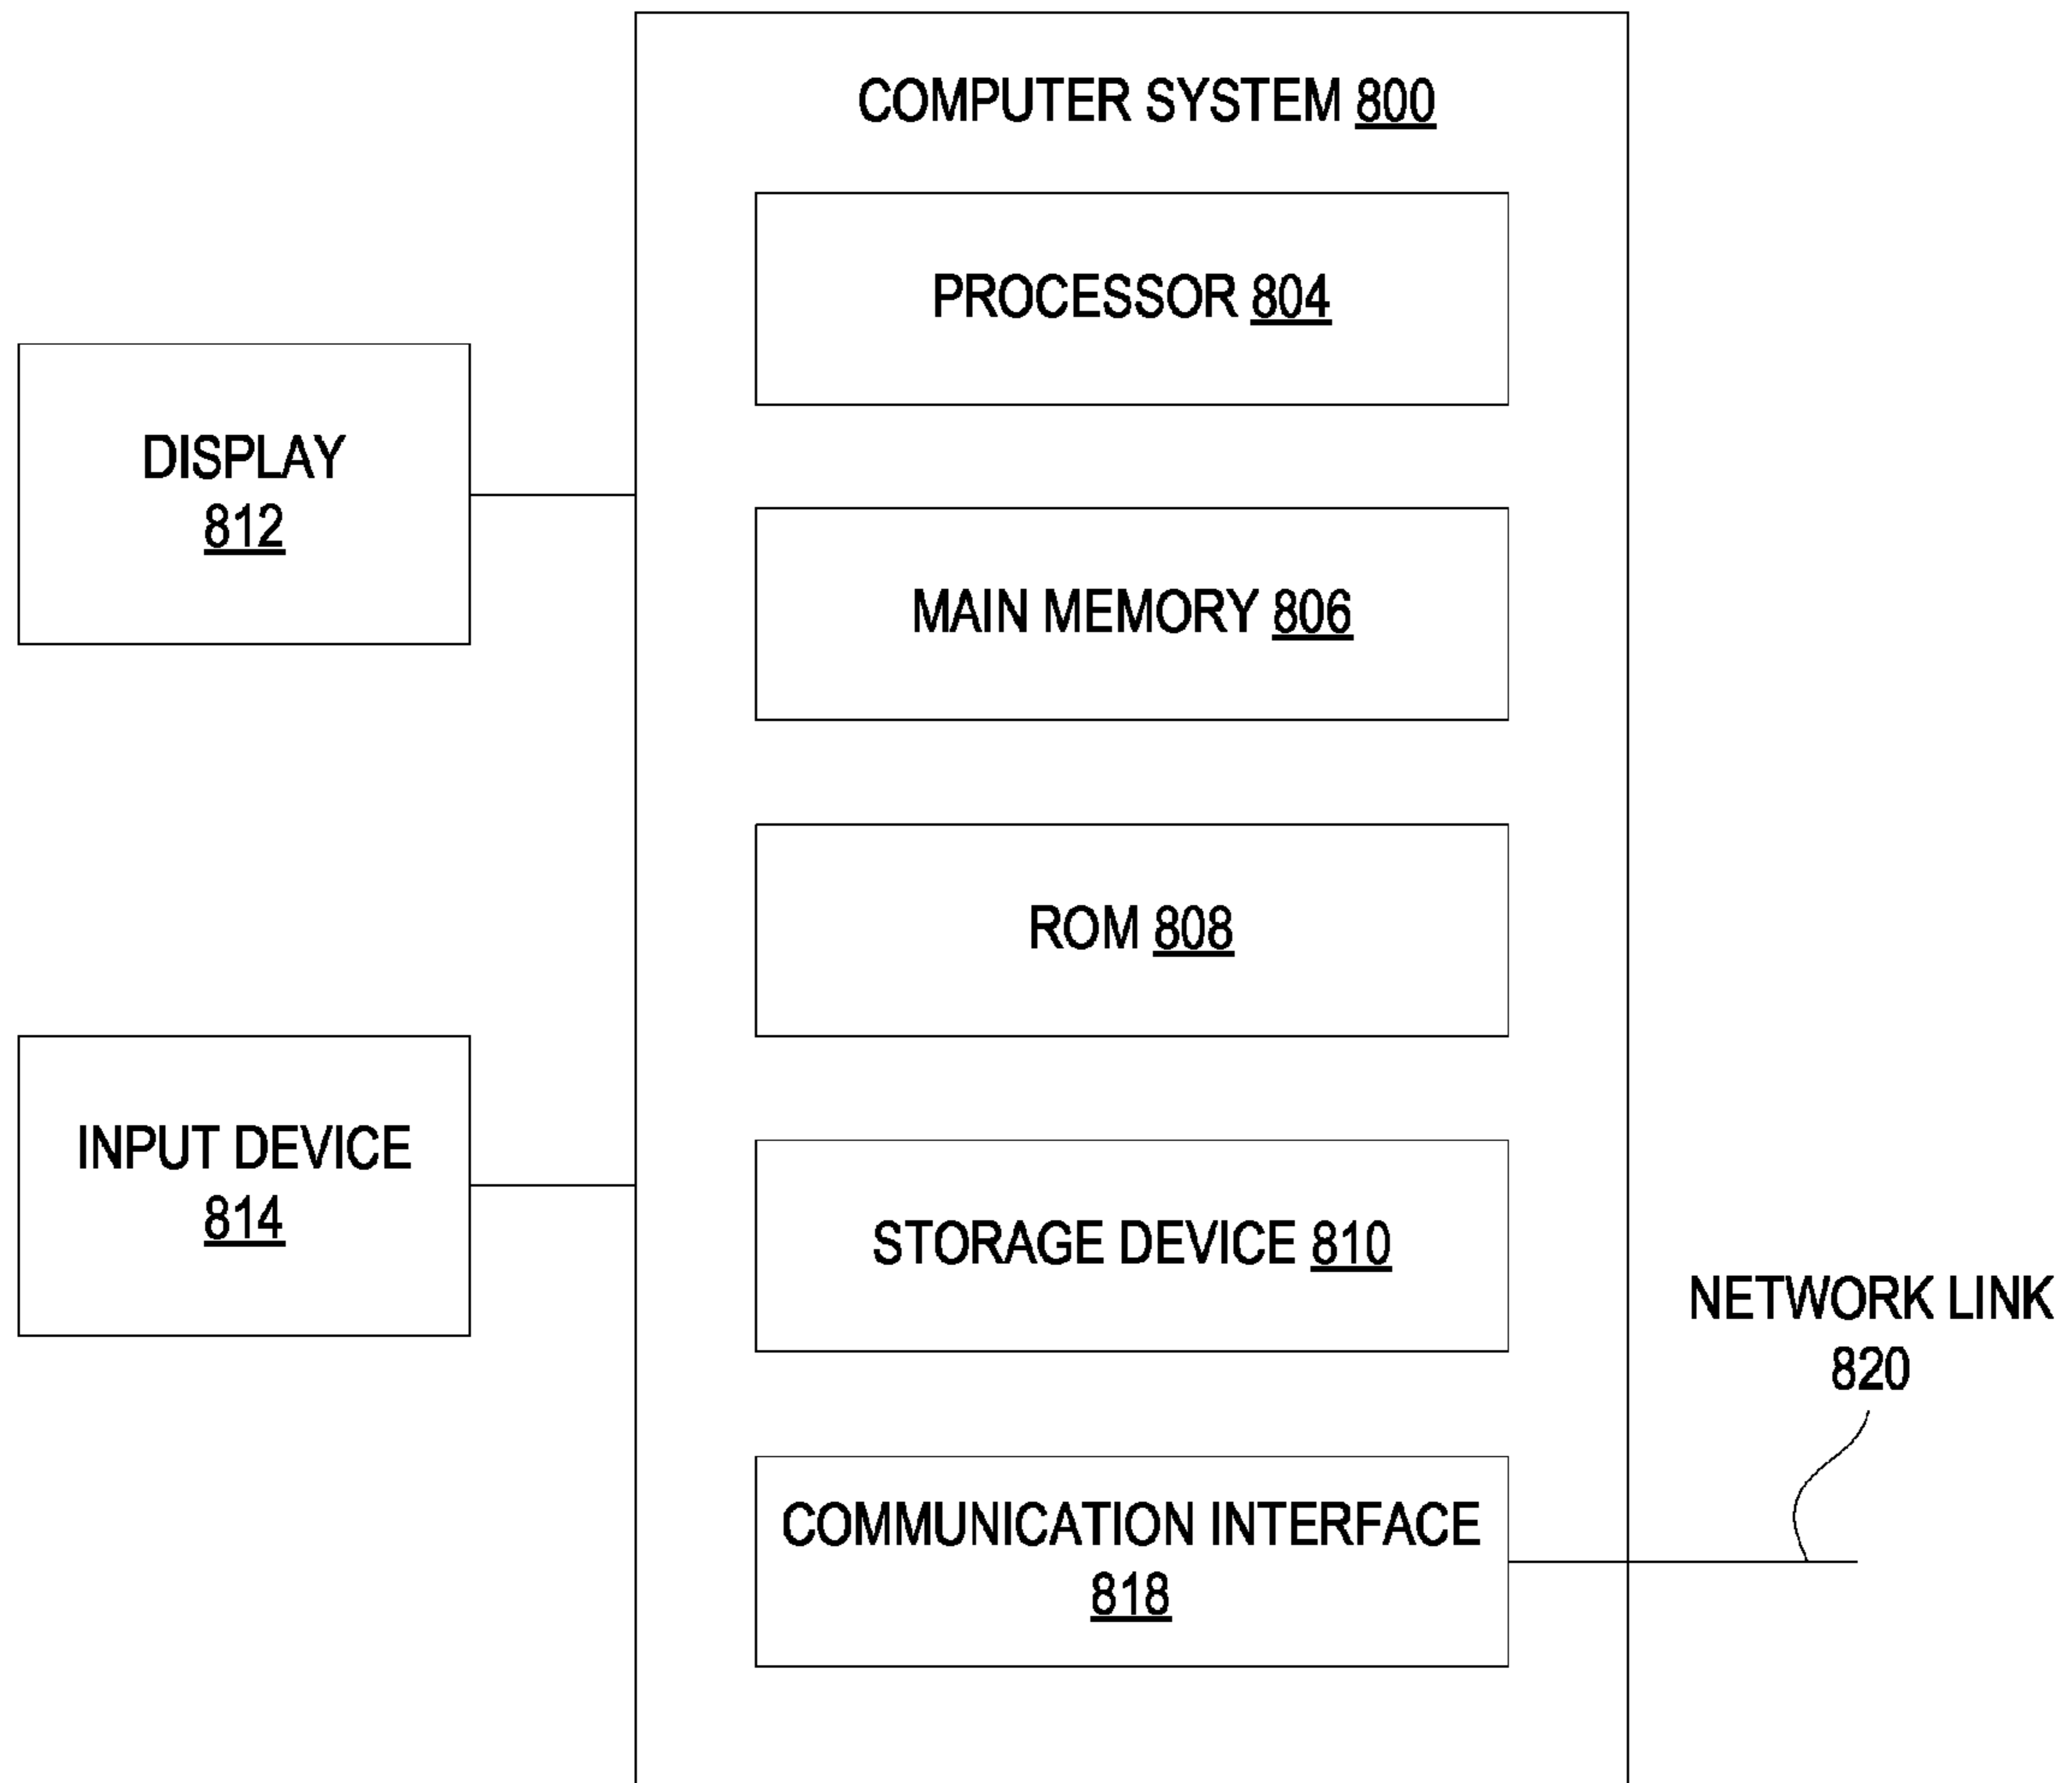 COMPUTER SYSTEM 800
PROCESSOR 804
DISPLAY
812
MAIN MEMORY 806
ROM 808
INPUT DEVICE
814
STORAGE DEVICE 810
NETWORK LINK
820
COMMUNICATION INTERFACE
818